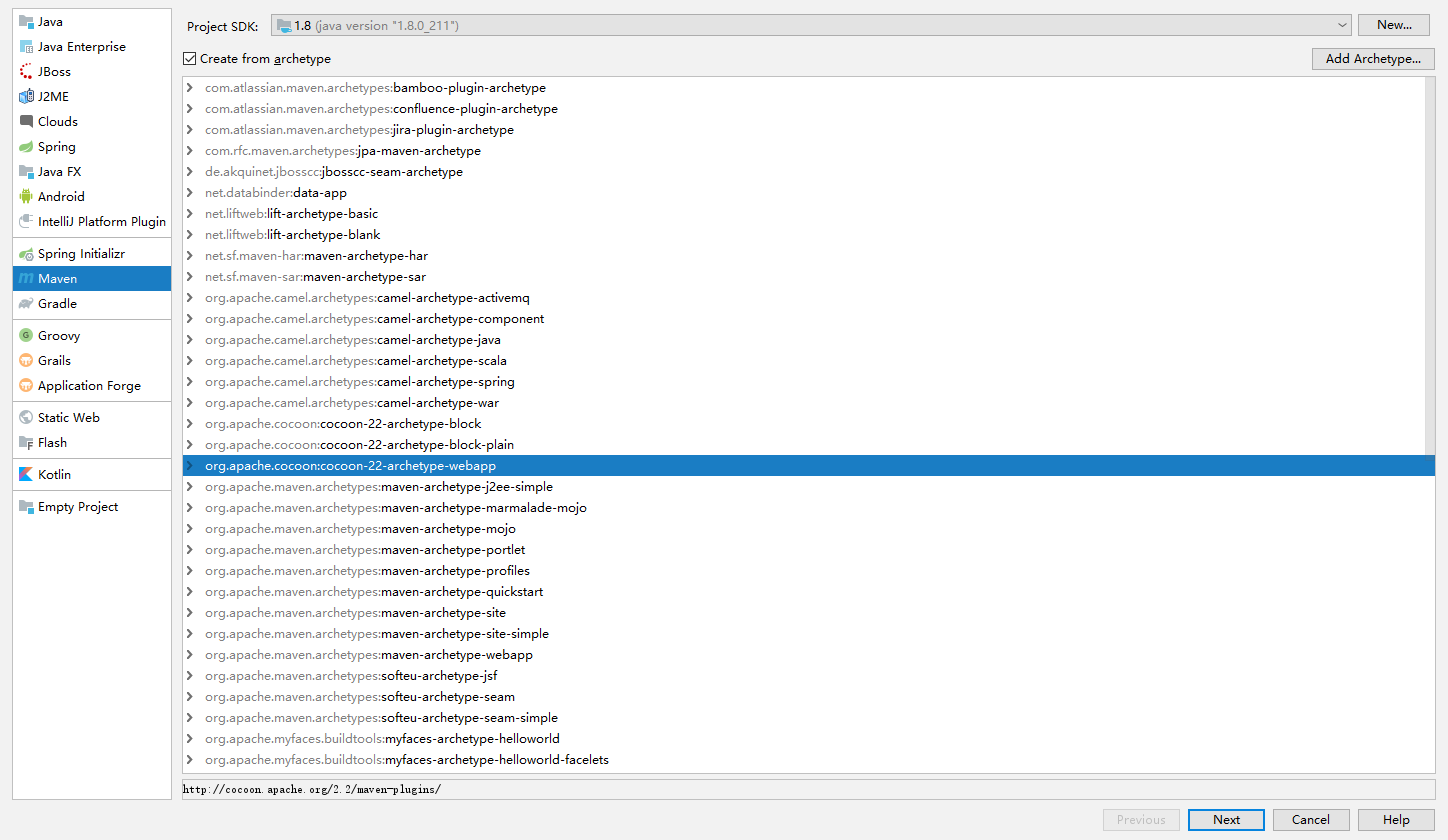 Java
Java Enterprise
JBoss
J2ME
Clouds
Spring
Java FX
Android
IntelliJ Platform Plugin
Spring Initializr
Maven
Gradle
Groovy
Grails
Application Forge
Static Web
Flash
Kotlin
Empty Project
Project SDK: 1.8 (java version "1.8.0_211") New...
Create from archetype Add Archetype...
com.atlassian.maven.archetypes:bamboo-plugin-archetype
com.atlassian.maven.archetypes:confluence-plugin-archetype
com.atlassian.maven.archetypes:jira-plugin-archetype
com.rfc.maven.archetypes:jpa-maven-archetype
de.akquinet.jbosscc:jbosscc-seam-archetype
net.databinder:data-app
net.liftweb:lift-archetype-basic
net.liftweb:lift-archetype-blank
net.sf.maven-har:maven-archetype-har
net.sf.maven-sar:maven-archetype-sar
org.apache.camel.archetypes:camel-archetype-activemq
org.apache.camel.archetypes:camel-archetype-component
org.apache.camel.archetypes:camel-archetype-java
org.apache.camel.archetypes:camel-archetype-scala
org.apache.camel.archetypes:camel-archetype-spring
org.apache.camel.archetypes:camel-archetype-war
org.apache.cocoon:cocoon-22-archetype-block
org.apache.cocoon:cocoon-22-archetype-block-plain
org.apache.cocoon:cocoon-22-archetype-webapp
org.apache.maven.archetypes:maven-archetype-j2ee-simple
org.apache.maven.archetypes:maven-archetype-marmalade-mojo
org.apache.maven.archetypes:maven-archetype-mojo
org.apache.maven.archetypes:maven-archetype-portlet
org.apache.maven.archetypes:maven-archetype-profiles
org.apache.maven.archetypes:maven-archetype-quickstart
org.apache.maven.archetypes:maven-archetype-site
org.apache.maven.archetypes:maven-archetype-site-simple
org.apache.maven.archetypes:maven-archetype-webapp
org.apache.maven.archetypes:softeu-archetype-jsf
org.apache.maven.archetypes:softeu-archetype-seam
org.apache.maven.archetypes:softeu-archetype-seam-simple
org.apache.myfaces.buildtools:myfaces-archetype-helloworld
org.apache.myfaces.buildtools:myfaces-archetype-helloworld-facelets
http://cocoon.apache.org/2.2/maven-plugins/
Previous Next Cancel Help